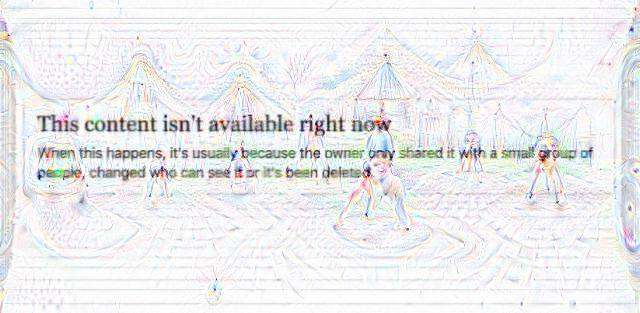 This content isn't available right now
When this happens, it's usually because the owner only shared it with a small group of
people, changed who can see it or it's been deleted.